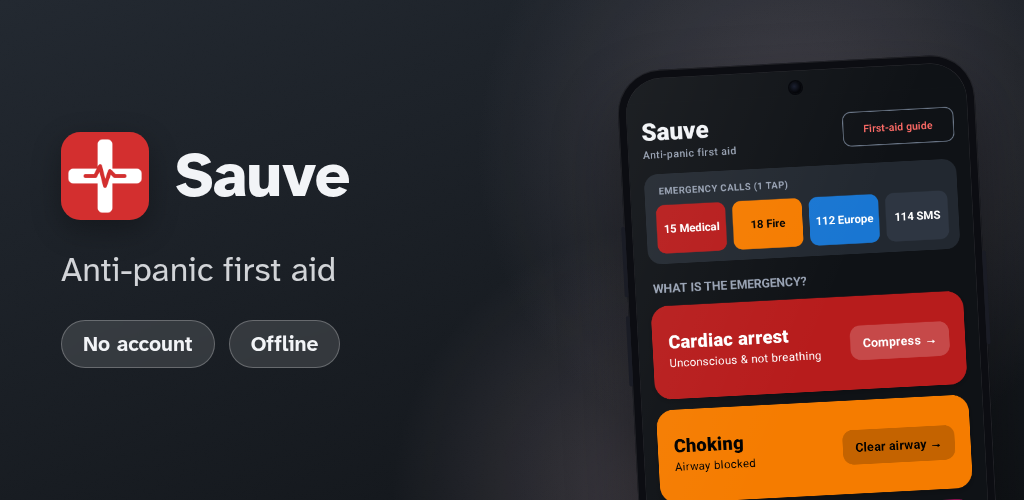 Sauve
Anti-panic first aid
No account
Offline
Sauve
Anti-panic first aid
First-aid guide
EMERGENCY CALLS (1 TAP)
15 Medical
18 Fire
112 Europe
114 SMS
WHAT IS THE EMERGENCY?
Cardiac arrest
Unconscious & not breathing
Compress →
Choking
Airway blocked
Clear airway →